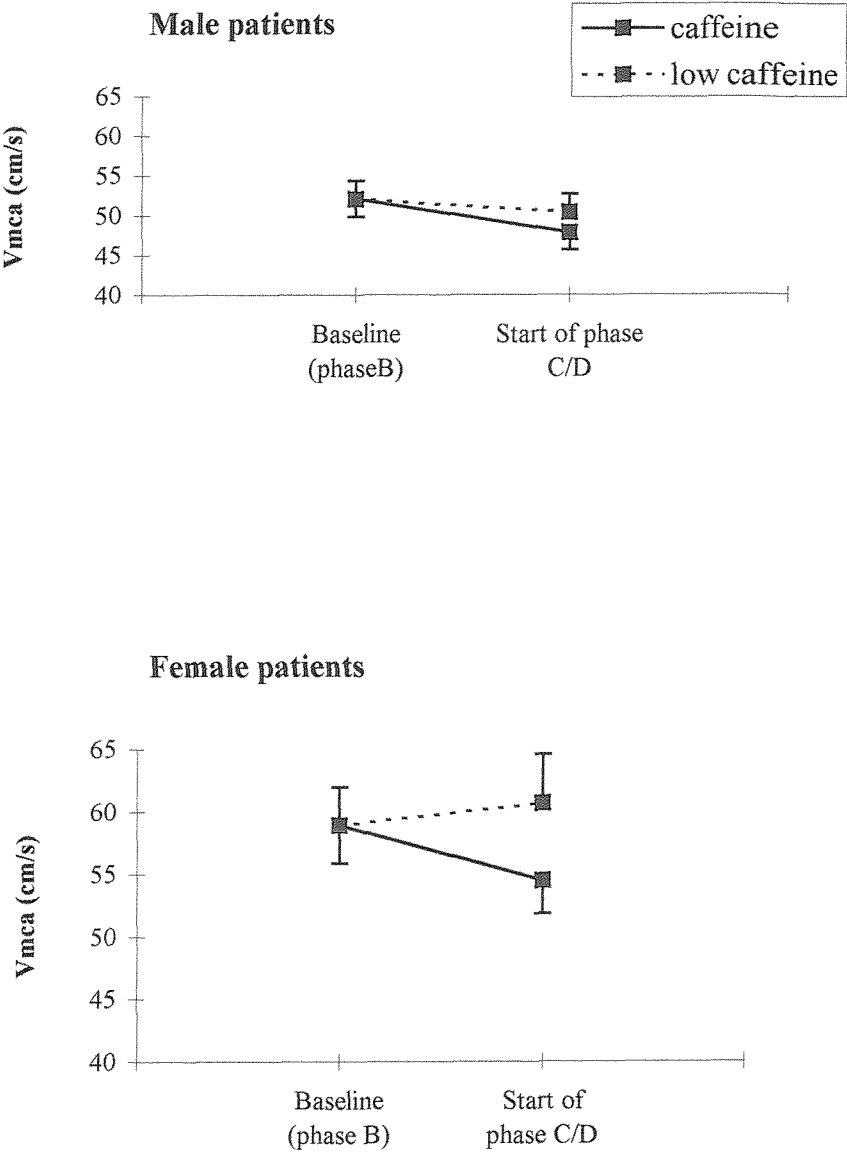 Male patients
caffeine
low caffeine
Vmca (cm/s)
65
60
55
50
45
40
Baseline
(phaseB)
Start of phase
C/D
Female patients
Vmca (cm/s)
65
60
55
50
45
40
Baseline
(phase B)
Start of
phase C/D